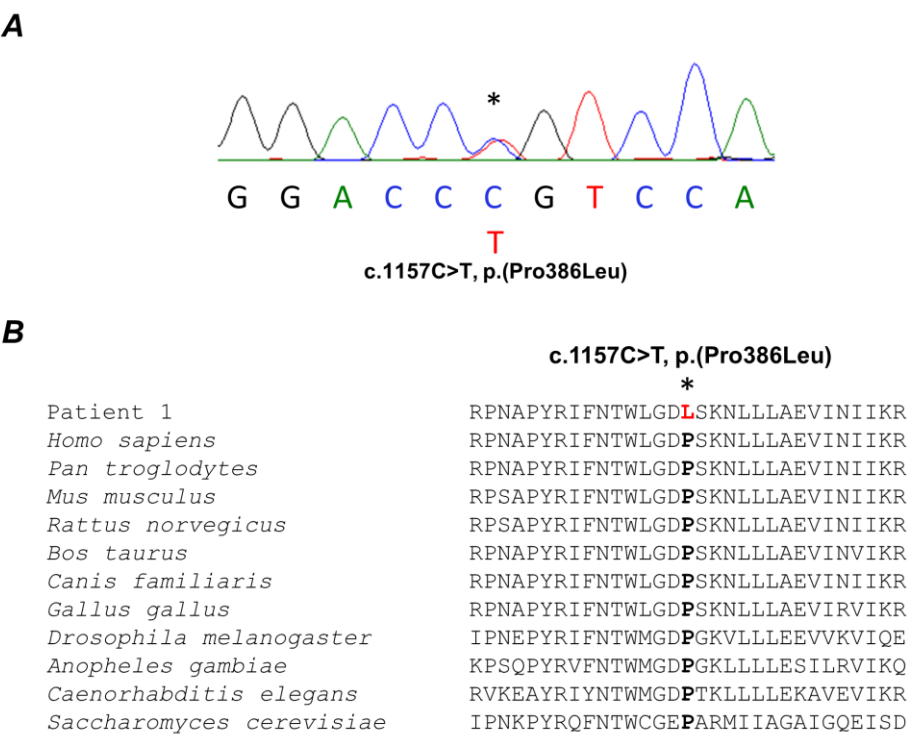 A
*
G G A C C C G T C C A
T
c.1157C>T, p.(Pro386Leu)
B
c.1157C>T, p.(Pro386Leu)
*
Patient 1 RPNAPYRIFNTWLGDLSKNLLLAEVINIIKR
Homo sapiens RPNAPYRIFNTWLGDPSKNLLLAEVINIIKR
Pan troglodytes RPNAPYRIFNTWLGDPSKNLLLAEVINIIKR
Mus musculus RPSAPYRIFNTWLGDPSKNLLLAEVINIIKR
Rattus norvegicus RPSAPYRIFNTWLGDPSKNLLLAEVINIIKR
Bos taurus RPNAPYRIFNTWLGDPSKNLLLAEVINVIKR
Canis familiaris RPNAPYRIFNTWLGDPSKNLLLAEVINIIKR
Gallus gallus RPNAPYRIFNTWLGDPSKNLLLAEVIRVIKR
Drosophila melanogaster IPNEPYRIFNTWMGDPGKVLLLEEVVKVIQE
Anopheles gambiae KPSQPYRVFNTWMGDPGKLLLLESILRVIKQ
Caenorhabditis elegans RVKEAYRIYNTWMGDPTKLLLLEKAVEVIKR
Saccharomyces cerevisiae IPNKPYRQFNTWCGEPARMIIAGAIGQEISD